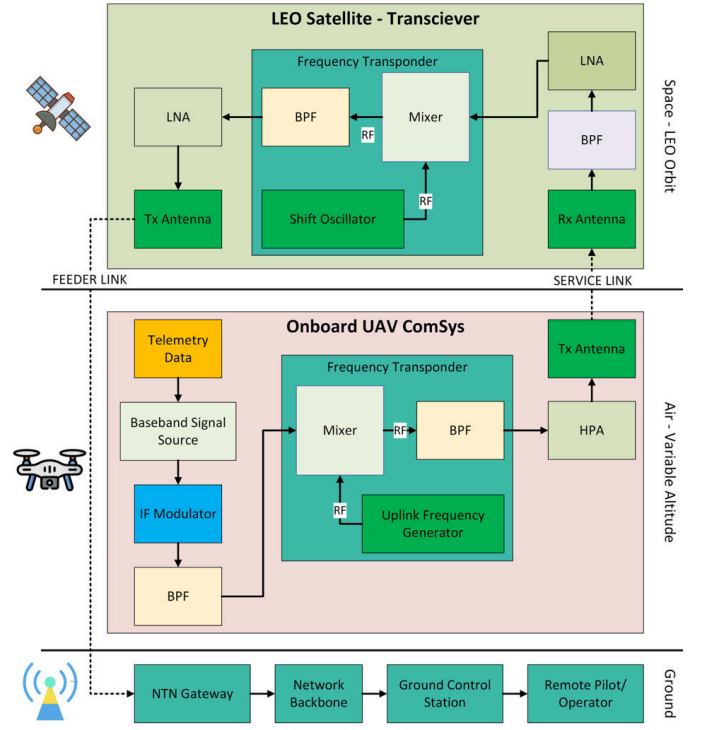 LEO Satellite - Transciever
Frequency Transponder
LNA
LNA
BPF
Mixer
RF
BPF
RF
Tx Antenna
Shift Oscillator
Rx Antenna
Space - LEO Orbit
FEEDER LINK
SERVICE LINK
Onboard UAV ComSys
Telemetry
Data
Tx Antenna
Frequency Transponder
Baseband Signal
Source
Mixer
RF
BPF
HPA
IF Modulator
RF
Uplink Frequency
Generator
BPF
Air - Variable Altitude
NTN Gateway
Network
Backbone
Ground Control
Station
Remote Pilot/
Operator
Ground